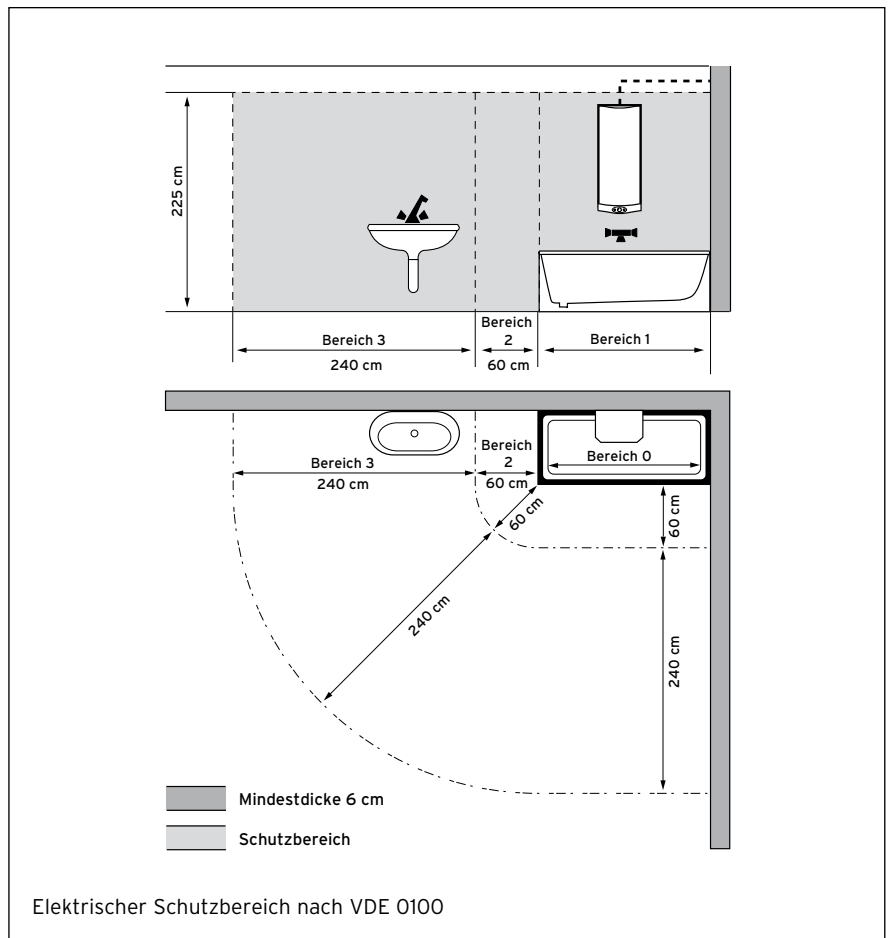 225 cm
Bereich 3
240 cm
Bereich
2
60 cm
Bereich 1
Bereich 3
240 cm
Bereich
2
60 cm
Bereich 0
60 cm
60 cm
240 cm
240 cm
Mindestdicke 6 cm
Schutzbereich
Elektrischer Schutzbereich nach VDE 0100